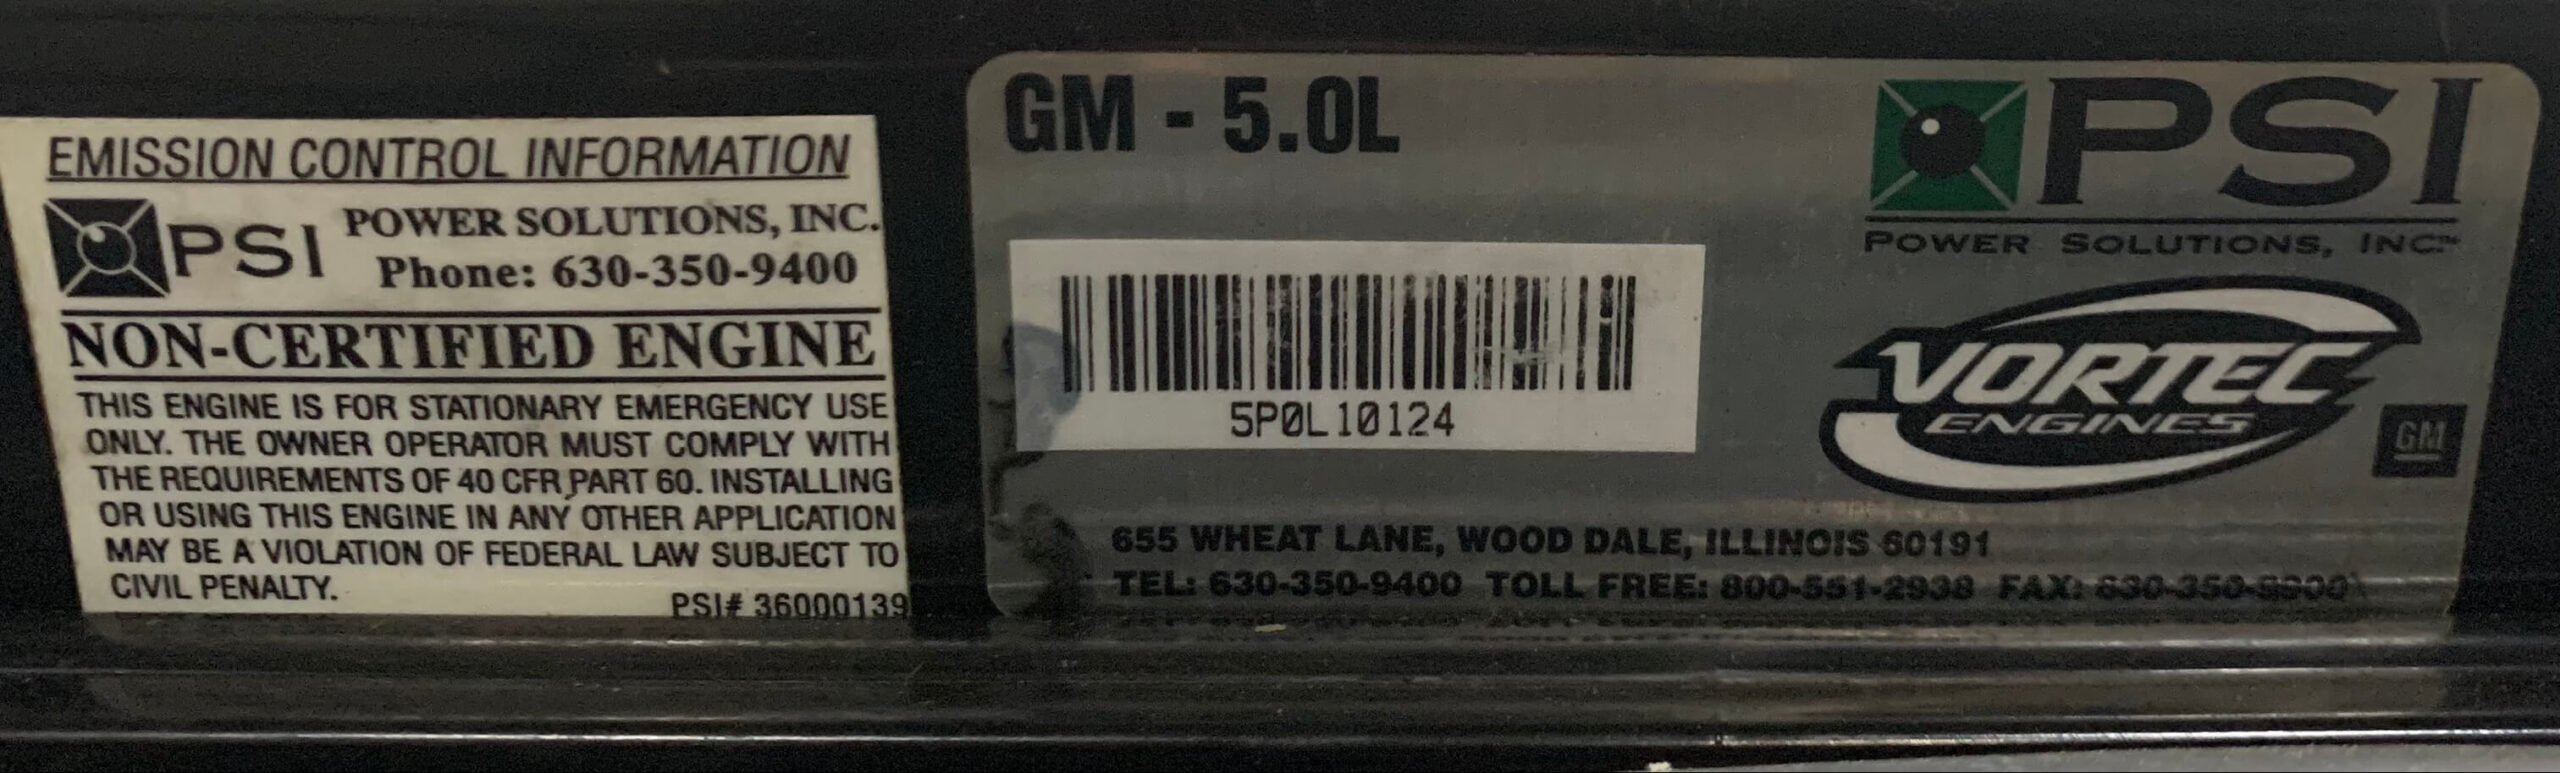 EMISSION CONTROL INFORMATION
PSI
POWER SOLUTIONS, INC.
Phone: 630-350-9400
NON-CERTIFIED ENGINE
THIS ENGINE IS FOR STATIONARY EMERGENCY USE
ONLY. THE OWNER OPERATOR MUST COMPLY WITH
THE REQUIREMENTS OF 40 CFR PART 60. INSTALLING
OR USING THIS ENGINE IN ANY OTHER APPLICATION
MAY BE A VIOLATION OF FEDERAL LAW SUBJECT TO
CIVIL PENALTY.
PSI# 36000139
GM - 5.0L
PSI
POWER SOLUTIONS, INC.™
5P0L10124
VORTEC
ENGINES
GM
655 WHEAT LANE, WOOD DALE, ILLINOIS 60191
TEL: 630-350-9400 TOLL FREE: 800-551-2938 FAX: